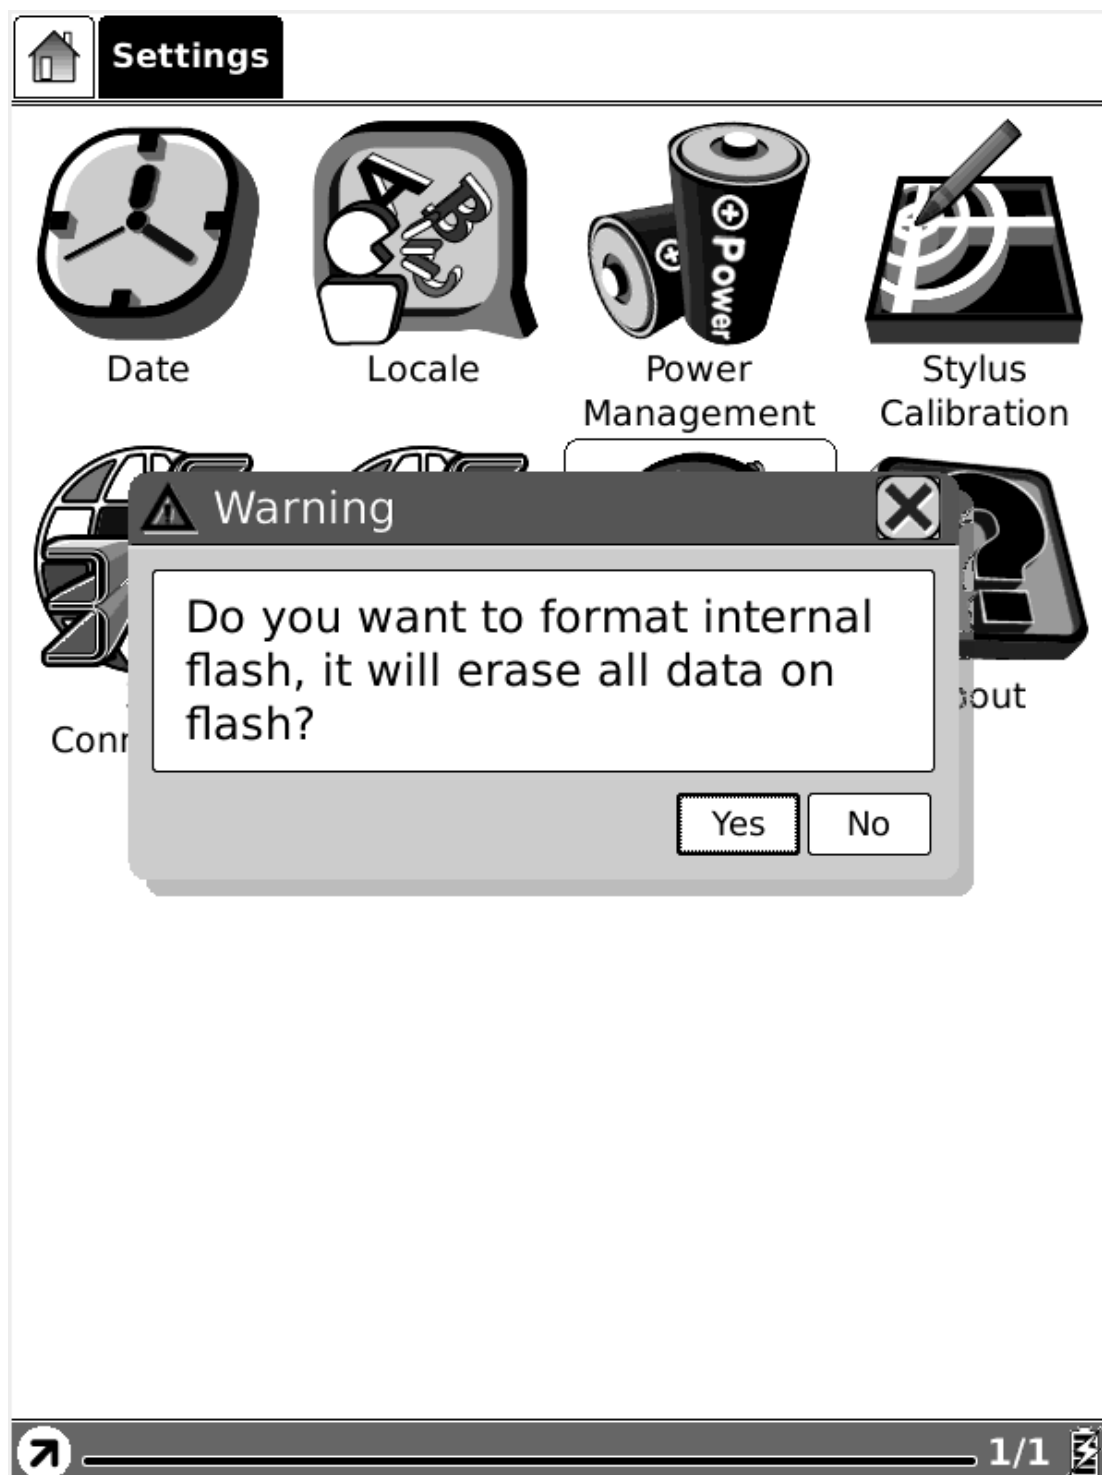 Settings
Power
Date
Locale
Power
Management
Stylus
Calibration
Warning
Do you want to format internal
flash, it will erase all data on
flash?
Yes
No
1/1